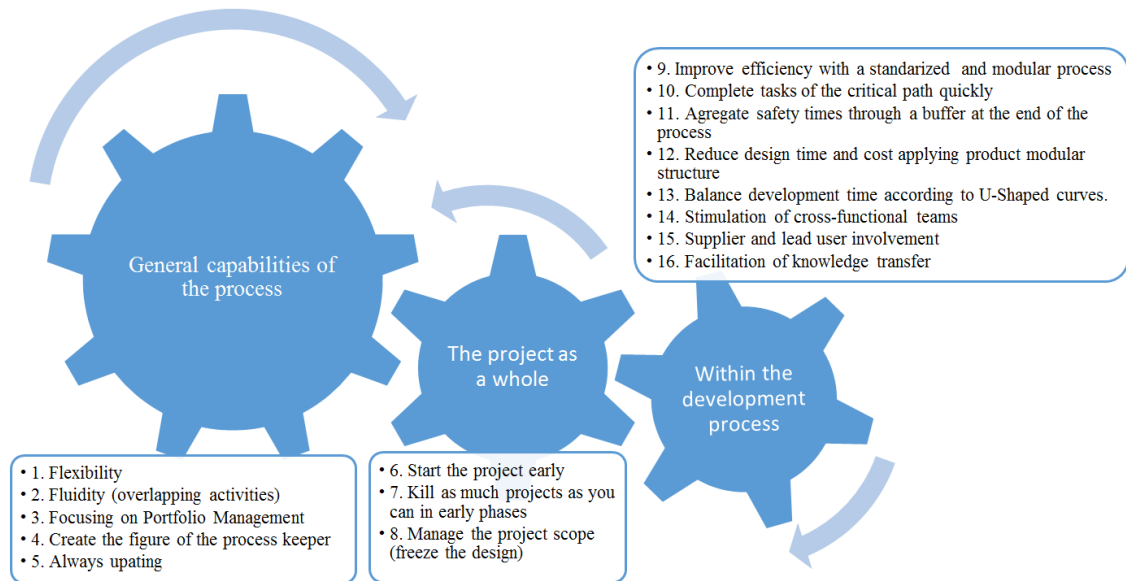 General capabilities of
the process
• 1. Flexibility
• 2. Fluidity (overlapping activities)
• 3. Focusing on Portfolio Management
• 4. Create the figure of the process keeper
• 5. Always upating
The project as
a whole
• 6. Start the project early
• 7. Kill as much projects as you
can in early phases
• 8. Manage the project scope
(freeze the design)
• 9. Improve efficiency with a standarized and modular process
• 10. Complete tasks of the critical path quickly
• 11. Agregate safety times through a buffer at the end of the
process
• 12. Reduce design time and cost applying product modular
structure
• 13. Balance development time according to U-Shaped curves.
• 14. Stimulation of cross-functional teams
• 15. Supplier and lead user involvement
• 16. Facilitation of knowledge transfer
Within the
development
process